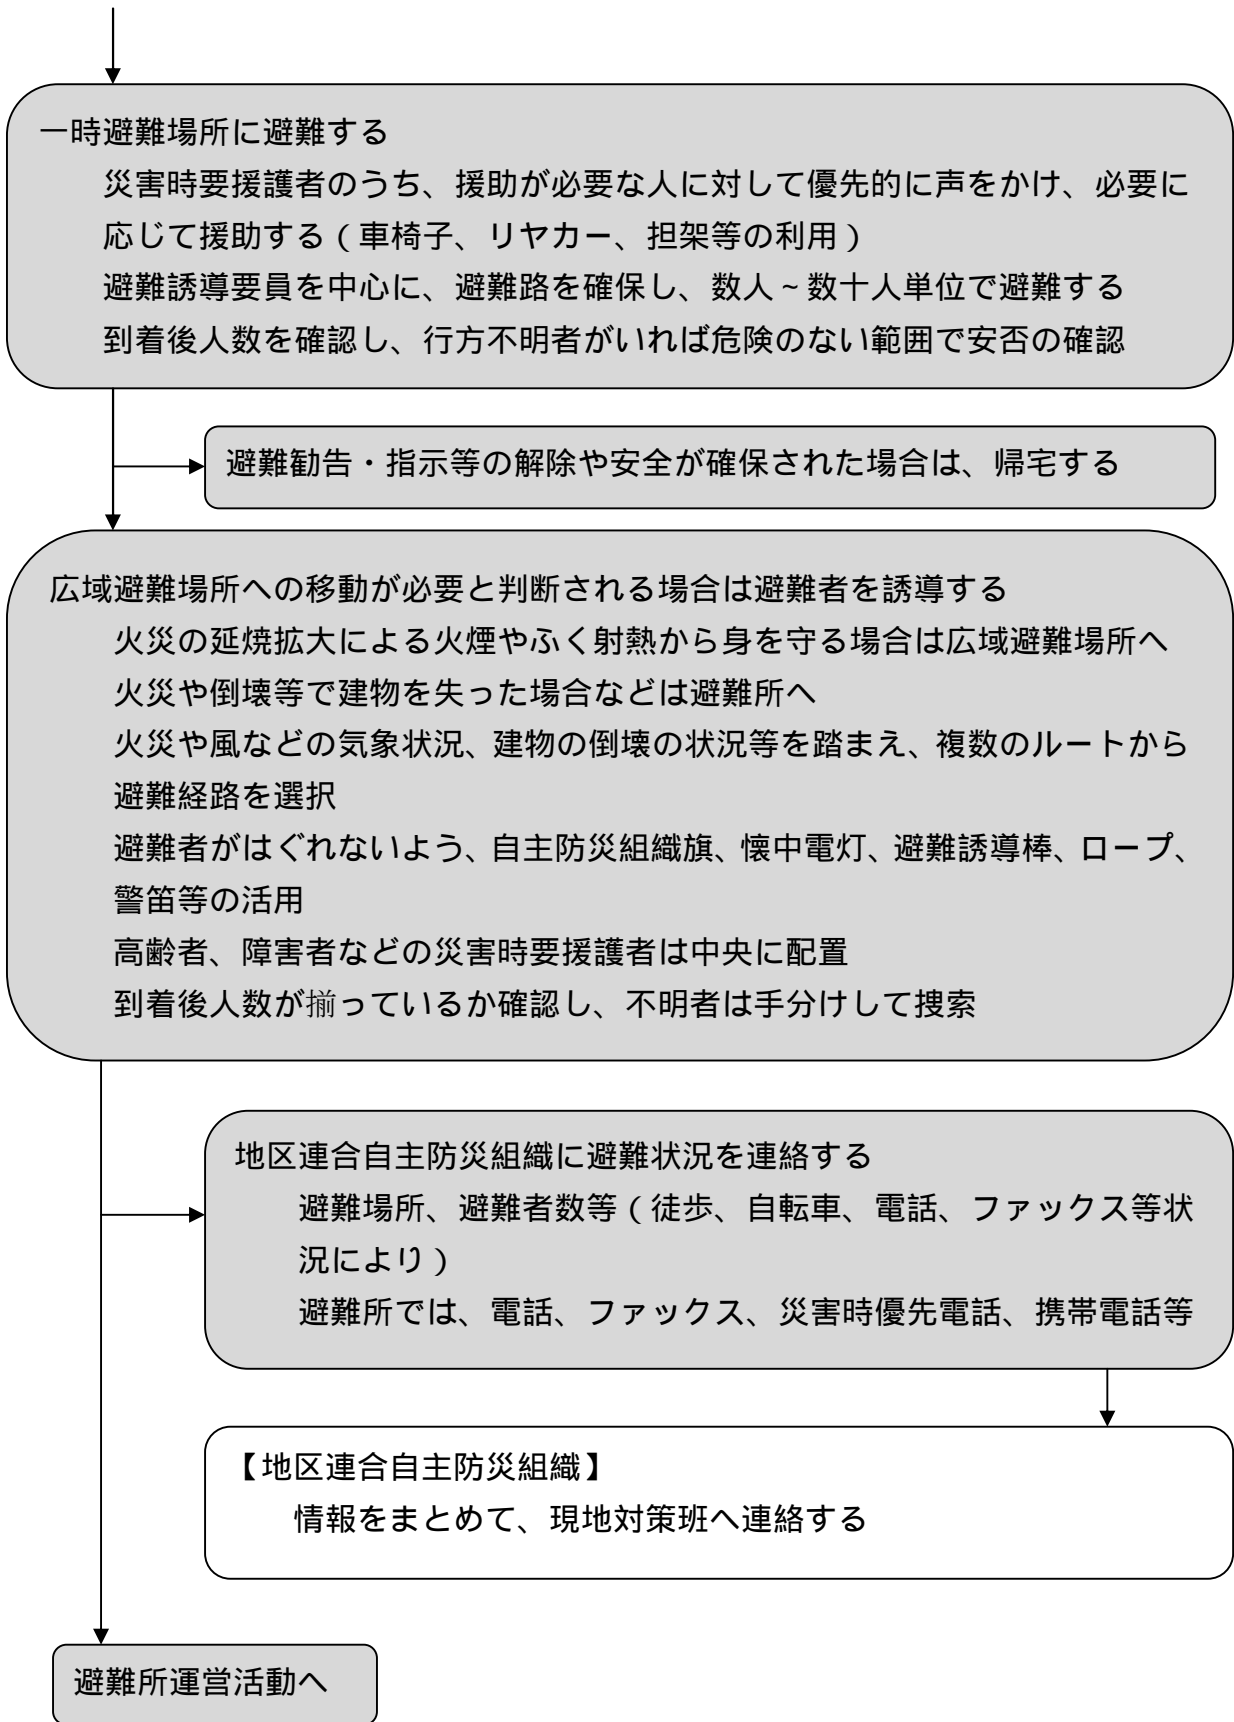 一時避難場所に避難する
災害時要援護者のうち、援助が必要な人に対して優先的に声をかけ、必要に
応じて援助する（車椅子、リヤカー、担架等の利用）
避難誘導要員を中心に、避難路を確保し、数人~数十人単位で避難する
到着後人数を確認し、行方不明者がいれば危険のない範囲で安否の確認
避難勧告・指示等の解除や安全が確保された場合は、帰宅する
広域避難場所への移動が必要と判断される場合は避難者を誘導する
火災の延焼拡大による火煙やふく射熱から身を守る場合は広域避難場所へ
火災や倒壊等で建物を失った場合などは避難所へ
火災や風などの気象状況、建物の倒壊の状況等を踏まえ、複数のルートから
避難経路を選択
避難者がはぐれないよう、自主防災組織旗、懐中電灯、避難誘導棒、ロープ、
警笛等の活用
高齢者、障害者などの災害時要援護者は中央に配置
到着後人数が揃っているか確認し、不明者は手分けして捜索
地区連合自主防災組織に避難状況を連絡する
避難場所、避難者数等（徒歩、自転車、電話、ファックス等状
況により）
避難所では、電話、ファックス、災害時優先電話、携帯電話等
【地区連合自主防災組織】
情報をまとめて、現地対策班へ連絡する
避難所運営活動へ